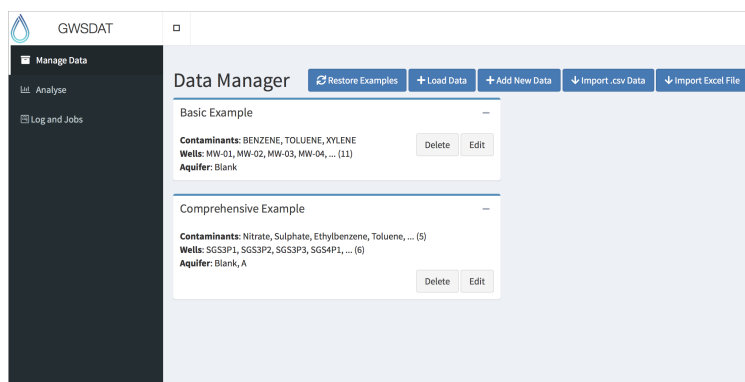 GWSDAT
Manage Data
Analyse
Log and Jobs
Data Manager
Restore Examples
Load Data
Add New Data
Import .csv Data
Import Excel File
Basic Example
Contaminants: BENZENE, TOLUENE, XYLENE
Wells: MW-01, MW-02, MW-03, MW-04, ... (11)
Aquifer: Blank
Delete
Edit
Comprehensive Example
Contaminants: Nitrate, Sulphate, Ethylbenzene, Toluene, ... (5)
Wells: SGS3P1, SGS3P2, SGS3P3, SGS4P1, ... (6)
Aquifer: Blank, A
Delete
Edit